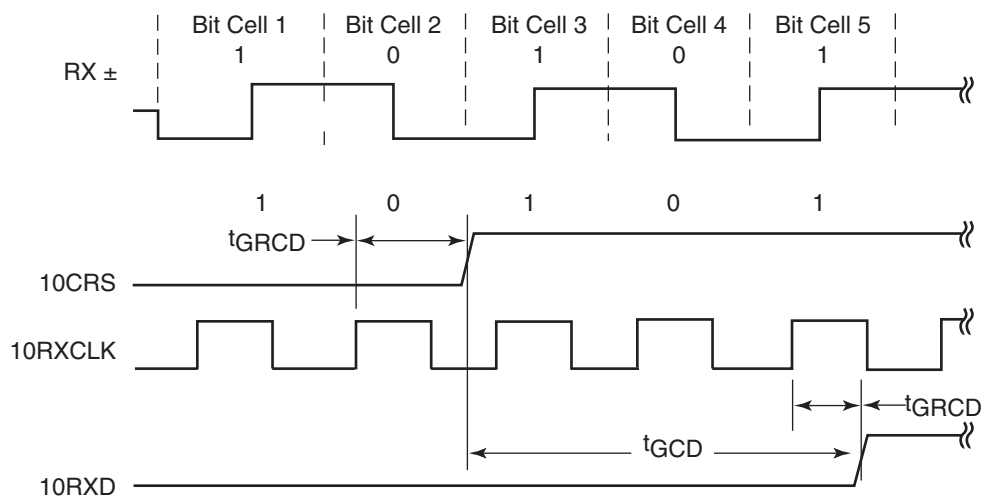 Bit Cell 1 Bit Cell 2 Bit Cell 3 Bit Cell 4 Bit Cell 5
1 0 1 0 1
RX ±
1 0 1 0 1
tGRCD
10CRS
10RXCLK
tGRCD
tGCD
10RXD